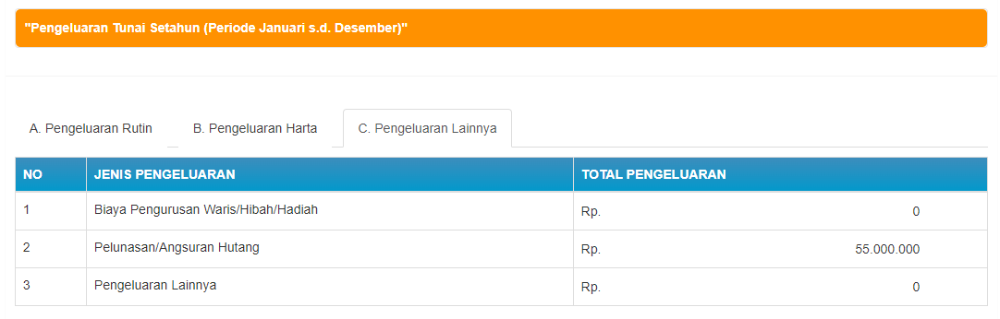 "Pengeluaran Tunai Setahun (Periode Januari s.d. Desember)"
A. Pengeluaran Rutin B. Pengeluaran Harta C. Pengeluaran Lainnya
NO JENIS PENGELUARAN TOTAL PENGELUARAN
1 Biaya Pengurusan Waris/Hibah/Hadiah Rp. 0
2 Pelunasan/Angsuran Hutang Rp. 55.000.000
3 Pengeluaran Lainnya Rp. 0